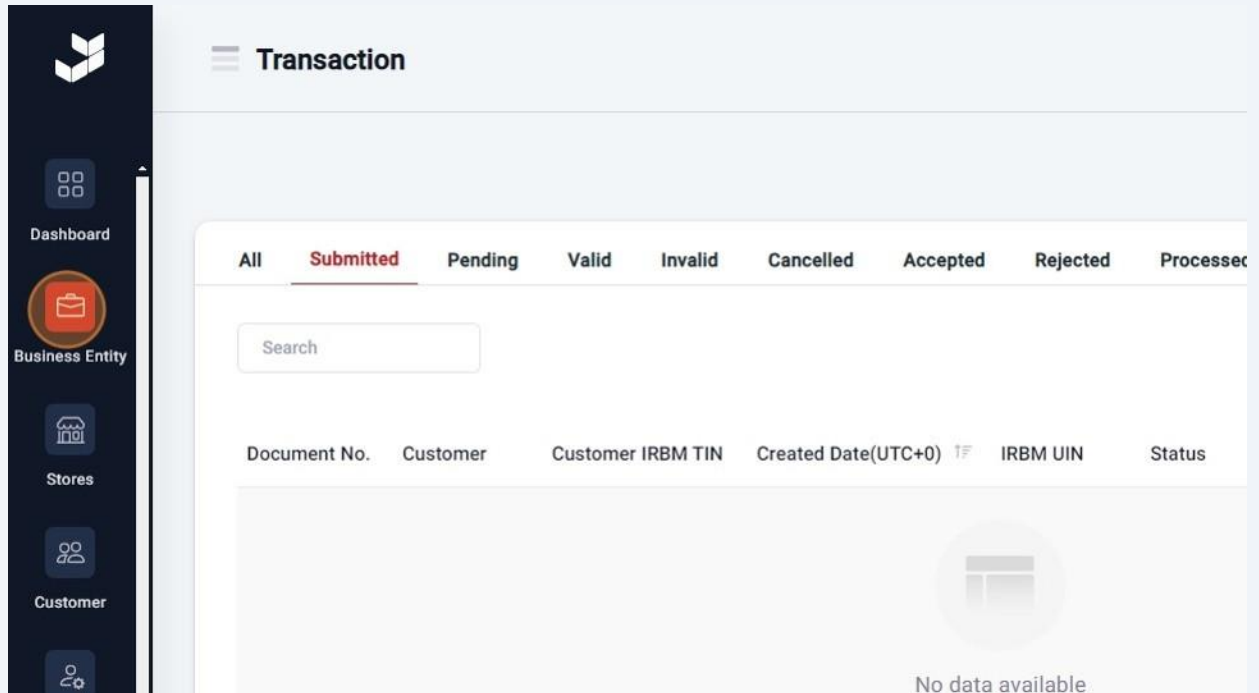 Transaction
Dashboard
Business Entity
Stores
Customer
All Submitted Pending Valid Invalid Cancelled Accepted Rejected Processed
Search
Document No. Customer Customer IRBM TIN Created Date(UTC+0) IRBM UIN Status
No data available